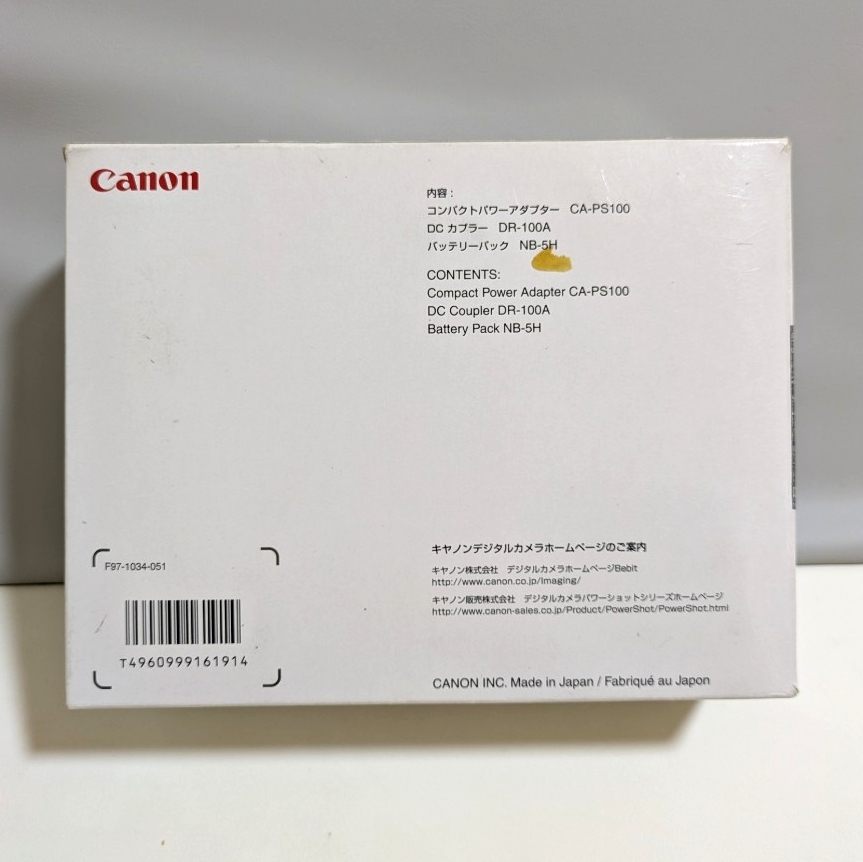 Canon
内容 :
コンパクトパワーアダプター CA-PS100
DC カプラー DR-100A
バッテリーパック NB-5H
CONTENTS:
Compact Power Adapter CA-PS100
DC Coupler DR-100A
Battery Pack NB-5H
F97-1034-051
T4960999161914
キヤノンデジタルカメラホームページのご案内
キヤノン株式会社 デジタルカメラホームページBebit
http://www.canon.co.jp/Imaging/
キヤノン販売株式会社 デジタルカメラパワーショットシリーズホームページ
http://www.canon-sales.co.jp/Product/PowerShot/PowerShot.html
CANON INC. Made in Japan / Fabriqué au Japon